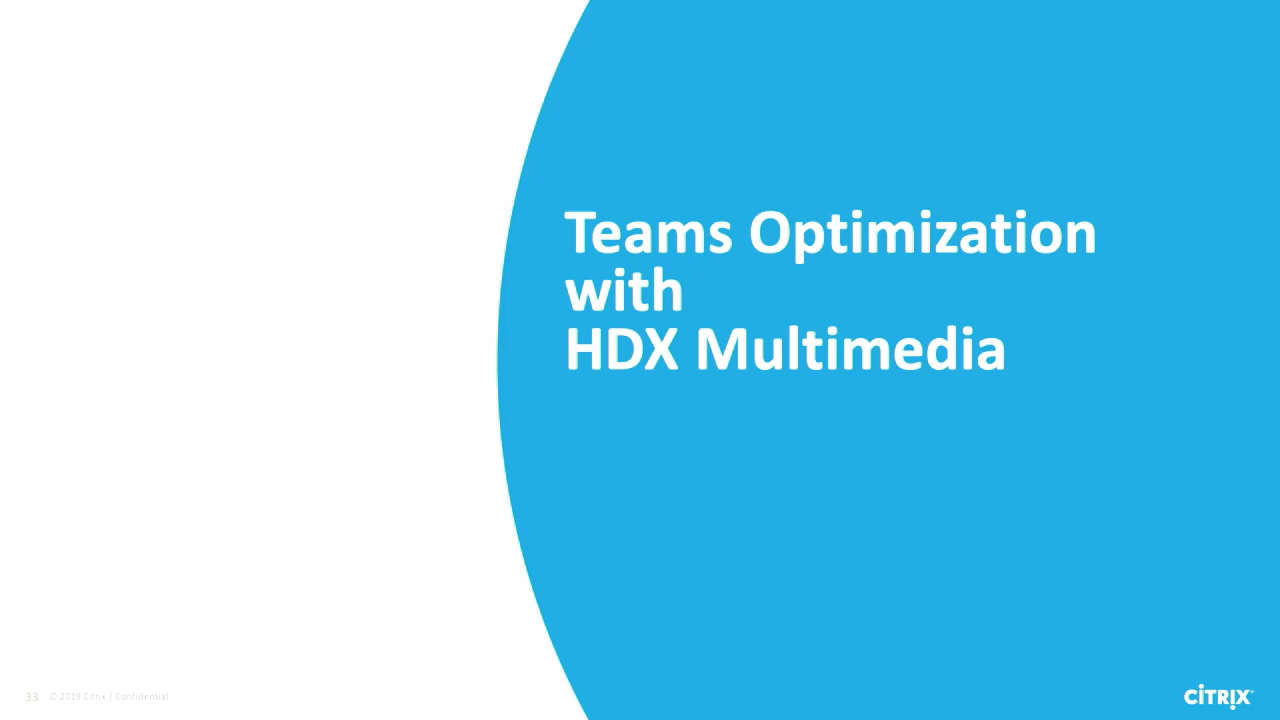 Teams Optimization
with
HDX Multimedia
33 © 2019 Citrix | Confidential
CITRIX®